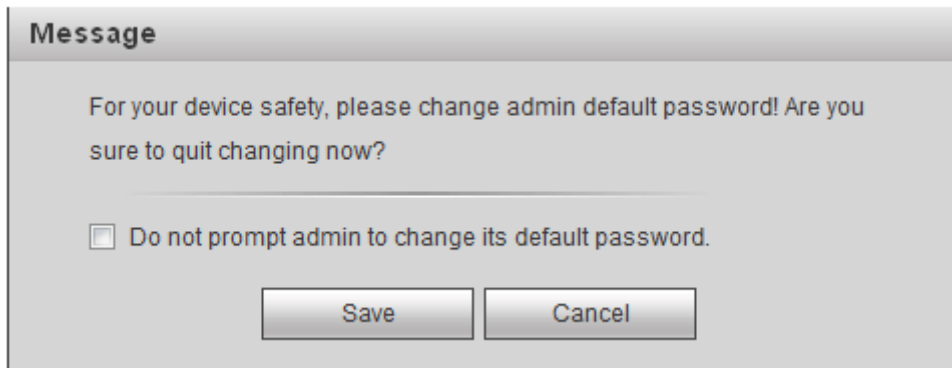 Message
For your device safety, please change admin default password! Are you
sure to quit changing now?
Do not prompt admin to change its default password.
Save
Cancel